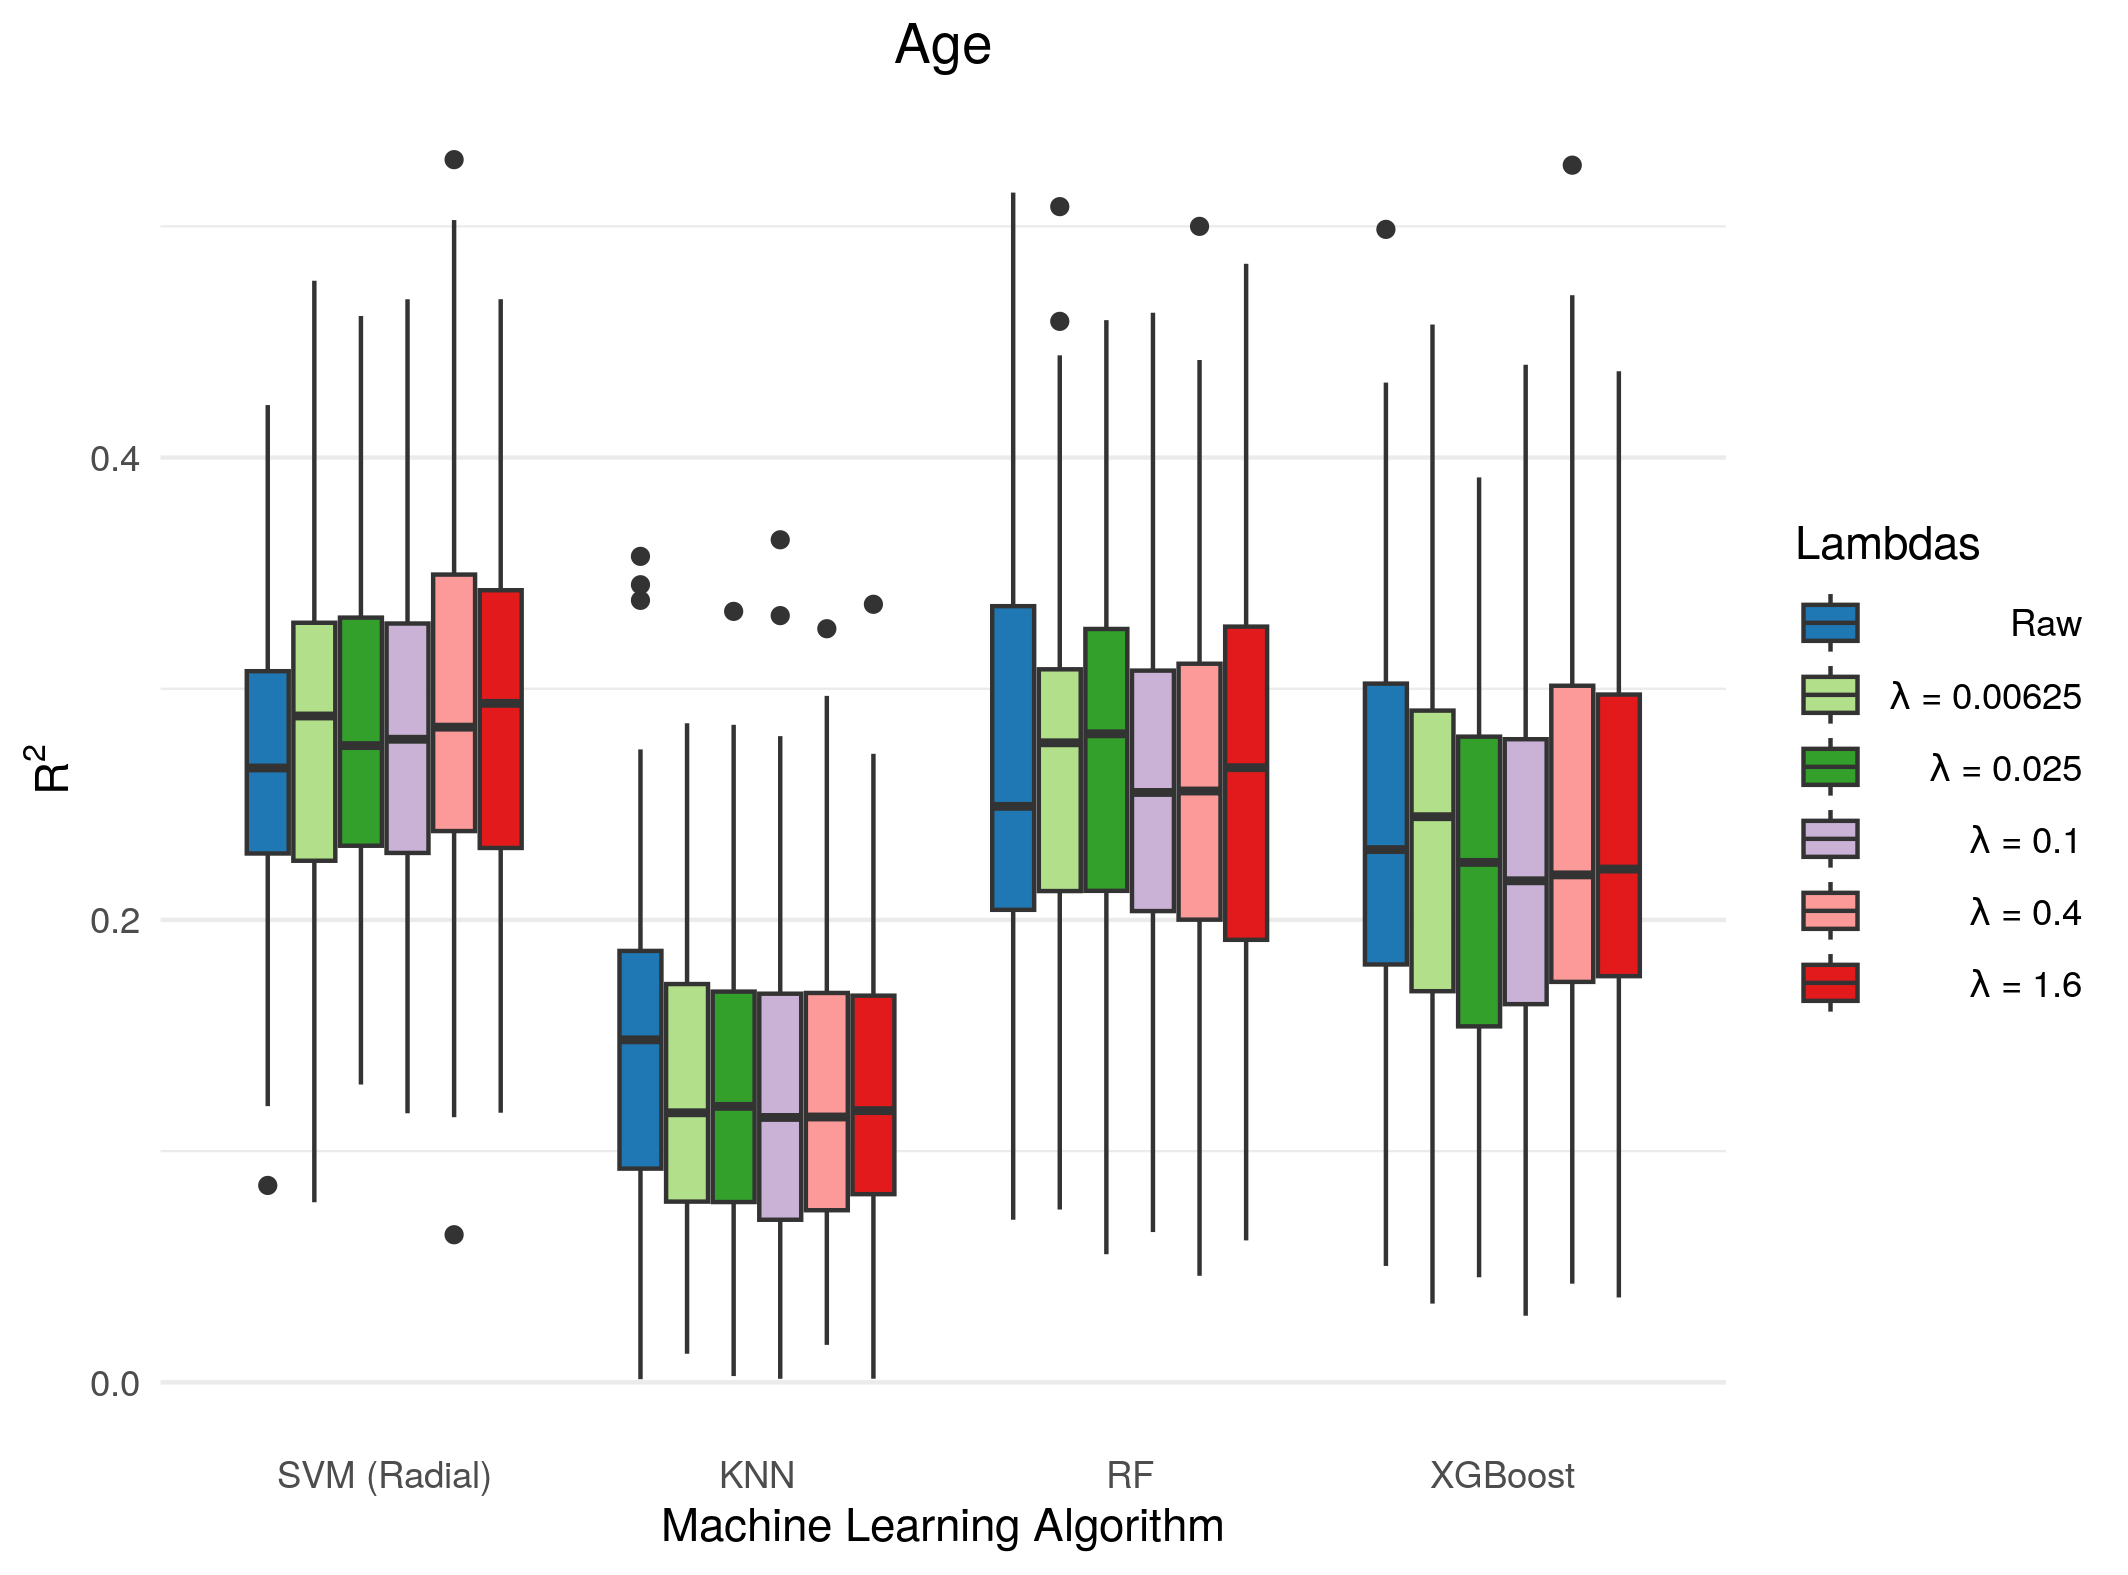 Age
R²
0.4
0.2
0.0
SVM (Radial)
KNN
RF
XGBoost
Machine Learning Algorithm
Lambdas
Raw
λ = 0.00625
λ = 0.025
λ = 0.1
λ = 0.4
λ = 1.6